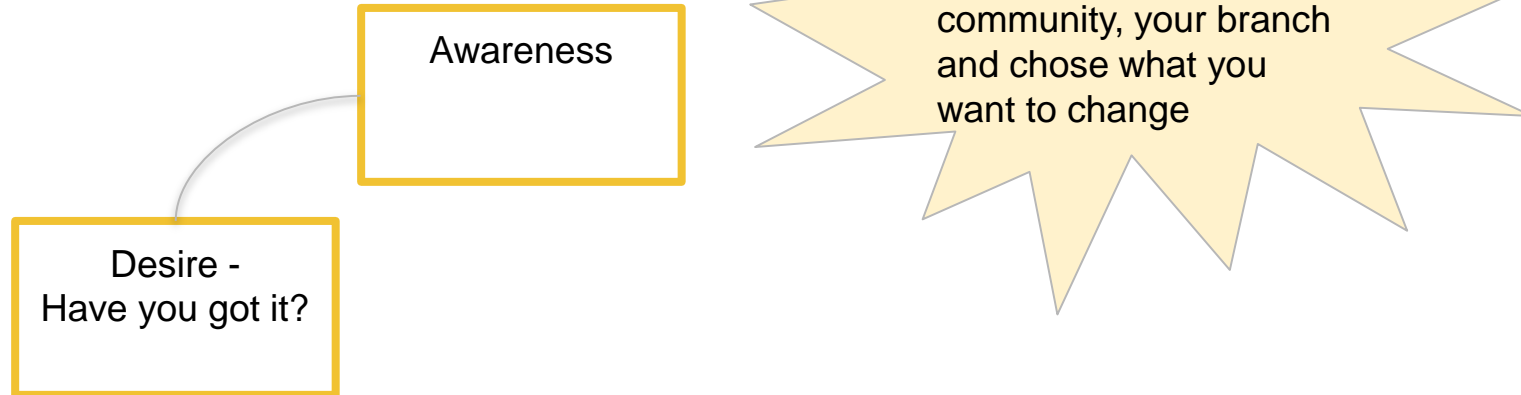 Awareness
community, your branch
and chose what you
want to change
Desire -
Have you got it?